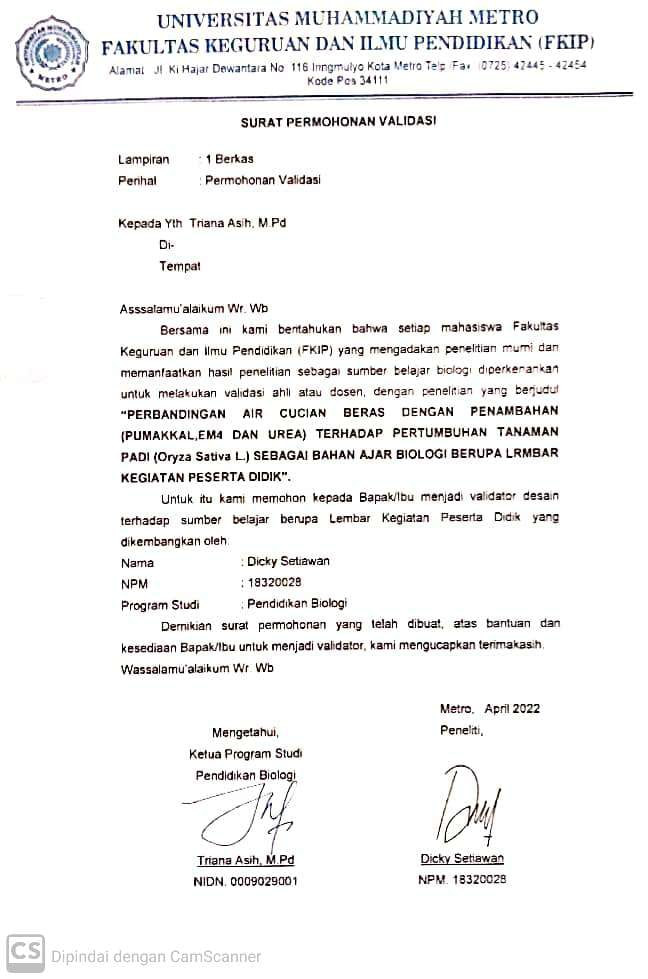 UNIVERSITAS MUHAMMADIYAH METRO
FAKULTAS KEGURUAN DAN ILMU PENDIDIKAN (FKIP)
Alamat Jl Ki Hajar Dewantara No 116 Iringmulyo Kota Metro Telp/Fax (0725) 42445 - 42454
Kode Pos 34111
SURAT PERMOHONAN VALIDASI
Lampiran : 1 Berkas
Perihal : Permohonan Validasi
Kepada Yth Triana Asih, M.Pd
Di-
Tempat
Asssalamu'alaikum Wr. Wb
Bersama ini kami beritahukan bahwa setiap mahasiswa Fakultas
Keguruan dan Ilmu Pendidikan (FKIP) yang mengadakan penelitian murni dan
memanfaatkan hasil penelitian sebagai sumber belajar biologi diperkenankan
untuk melakukan validasi ahli atau dosen, dengan penelitian yang berjudul
"PERBANDINGAN AIR CUCIAN BERAS DENGAN PENAMBAHAN
(PUMAKKAL,EM4 DAN UREA) TERHADAP PERTUMBUHAN TANAMAN
PADI (Oryza Sativa L.) SEBAGAI BAHAN AJAR BIOLOGI BERUPA LRMBAR
KEGIATAN PESERTA DIDIK".
Untuk itu kami memohon kepada Bapak/Ibu menjadi validator desain
terhadap sumber belajar berupa Lembar Kegiatan Peserta Didik yang
dikembangkan oleh:
Nama : Dicky Setiawan
NPM : 18320028
Program Studi : Pendidikan Biologi
Demikian surat permohonan yang telah dibuat, atas bantuan dan
kesediaan Bapak/Ibu untuk menjadi validator, kami mengucapkan terimakasih.
Wassalamu'alaikum Wr. Wb
Metro, April 2022
Mengetahui, Peneliti,
Ketua Program Studi
Pendidikan Biologi
Triana Asih, M.Pd Dicky Setiawan
NIDN. 0009029001 NPM. 18320028
CS Dipindai dengan CamScanner